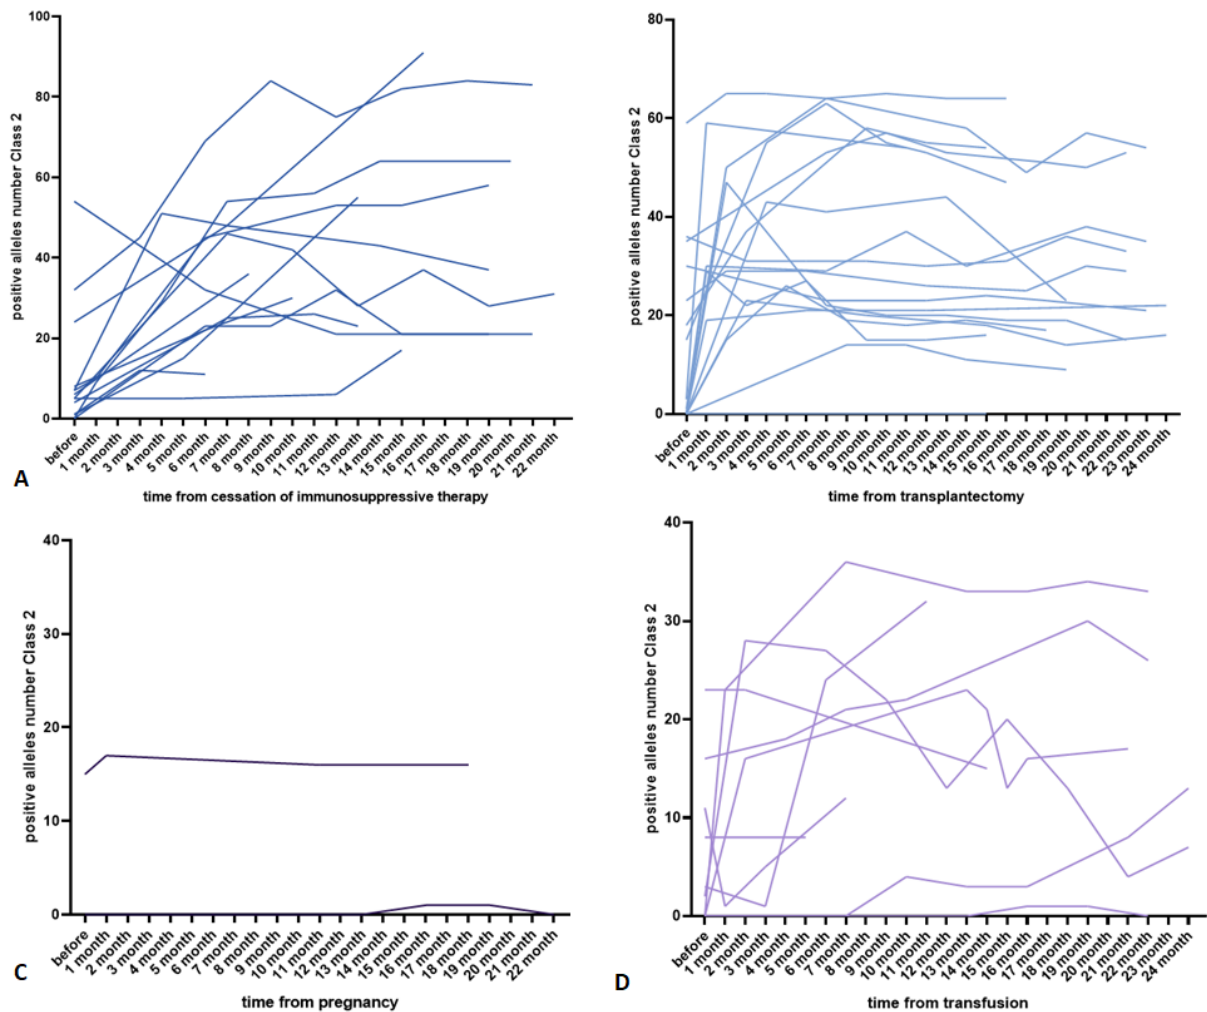 100
80
60
40
20
0
positive alleles number Class 2
before
1 month
2 month
3 month
4 month
5 month
6 month
7 month
8 month
9 month
10 month
11 month
12 month
13 month
14 month
15 month
16 month
17 month
18 month
19 month
20 month
21 month
22 month
A
time from cessation of immunosuppressive therapy
80
60
40
20
0
positive alleles number Class 2
before
1 month
2 month
3 month
4 month
5 month
6 month
7 month
8 month
9 month
10 month
11 month
12 month
13 month
14 month
15 month
16 month
17 month
18 month
19 month
20 month
21 month
22 month
23 month
24 month
time from transplantectomy
40
30
20
10
0
positive alleles number Class 2
before
1 month
2 month
3 month
4 month
5 month
6 month
7 month
8 month
9 month
10 month
11 month
12 month
13 month
14 month
15 month
16 month
17 month
18 month
19 month
20 month
21 month
22 month
C
time from pregnancy
40
30
20
10
0
positive alleles number Class 2
before
1 month
2 month
3 month
4 month
5 month
6 month
7 month
8 month
9 month
10 month
11 month
12 month
13 month
14 month
15 month
16 month
17 month
18 month
19 month
20 month
21 month
22 month
23 month
24 month
D
time from transfusion